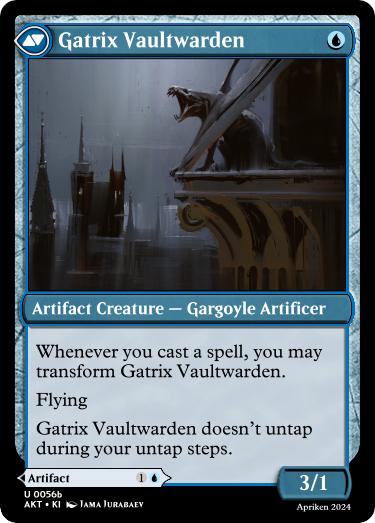 Gatrix Vaultwarden
Artifact Creature — Gargoyle Artificer
Whenever you cast a spell, you may
transform Gatrix Vaultwarden.
Flying
Gatrix Vaultwarden doesn't untap
during your untap steps.
Artifact 1
3/1
U 0056b
AKT • KI Jama Jurabaev
Apriken 2024